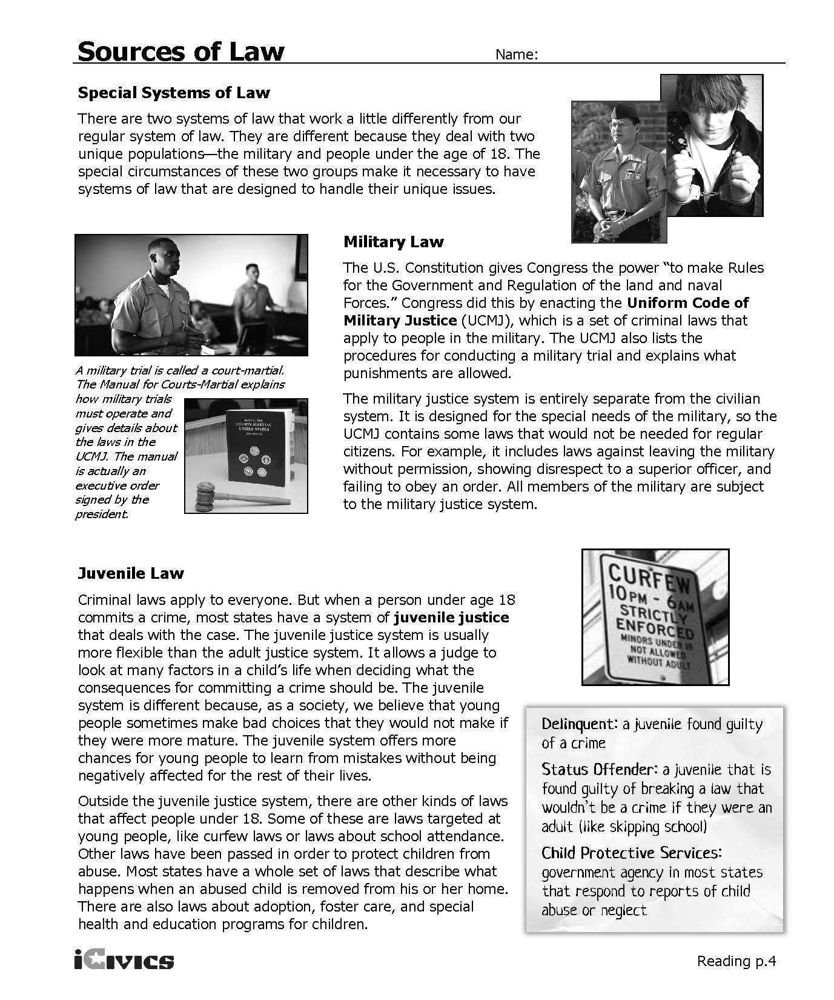 Sources of Law
Name:
Special Systems of Law
There are two systems of law that work a little differently from our
regular system of law. They are different because they deal with two
unique populations—the military and people under the age of 18. The
special circumstances of these two groups make it necessary to have
systems of law that are designed to handle their unique issues.
Military Law
The U.S. Constitution gives Congress the power “to make Rules
for the Government and Regulation of the land and naval
Forces.” Congress did this by enacting the Uniform Code of
Military Justice (UCMJ), which is a set of criminal laws that
apply to people in the military. The UCMJ also lists the
procedures for conducting a military trial and explains what
punishments are allowed.
The military justice system is entirely separate from the civilian
system. It is designed for the special needs of the military, so the
UCMJ contains some laws that would not be needed for regular
citizens. For example, it includes laws against leaving the military
without permission, showing disrespect to a superior officer, and
failing to obey an order. All members of the military are subject
to the military justice system.
A military trial is called a court-martial.
The Manual for Courts-Martial explains
how military trials
must operate and
gives details about
the laws in the
UCMJ. The manual
is actually an
executive order
signed by the
president.
MANUAL FOR
COURTS-MARTIAL
UNITED STATES
Juvenile Law
Criminal laws apply to everyone. But when a person under age 18
commits a crime, most states have a system of juvenile justice
that deals with the case. The juvenile justice system is usually
more flexible than the adult justice system. It allows a judge to
look at many factors in a child’s life when deciding what the
consequences for committing a crime should be. The juvenile
system is different because, as a society, we believe that young
people sometimes make bad choices that they would not make if
they were more mature. The juvenile system offers more
chances for young people to learn from mistakes without being
negatively affected for the rest of their lives.
Outside the juvenile justice system, there are other kinds of laws
that affect people under 18. Some of these are laws targeted at
young people, like curfew laws or laws about school attendance.
Other laws have been passed in order to protect children from
abuse. Most states have a whole set of laws that describe what
happens when an abused child is removed from his or her home.
There are also laws about adoption, foster care, and special
health and education programs for children.
CURFEW
10PM - 6AM
STRICTLY
ENFORCED
MINORS UNDER 18
NOT ALLOWED
WITHOUT ADULT
Delinquent: a juvenile found guilty
of a crime
Status Offender: a juvenile that is
found guilty of breaking a law that
wouldn’t be a crime if they were an
adult (like skipping school)
Child Protective Services:
government agency in most states
that respond to reports of child
abuse or neglect
iCivics
Reading p.4